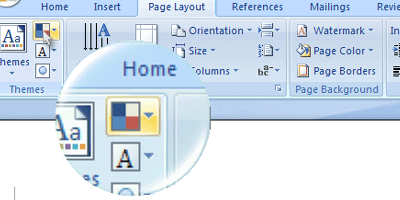 Home Insert Page Layout References Mailings Revie
Aa Orientation Watermark In
hemes A Size Page Color
Columns Page Borders
Themes Page Background
Home
Aa
A